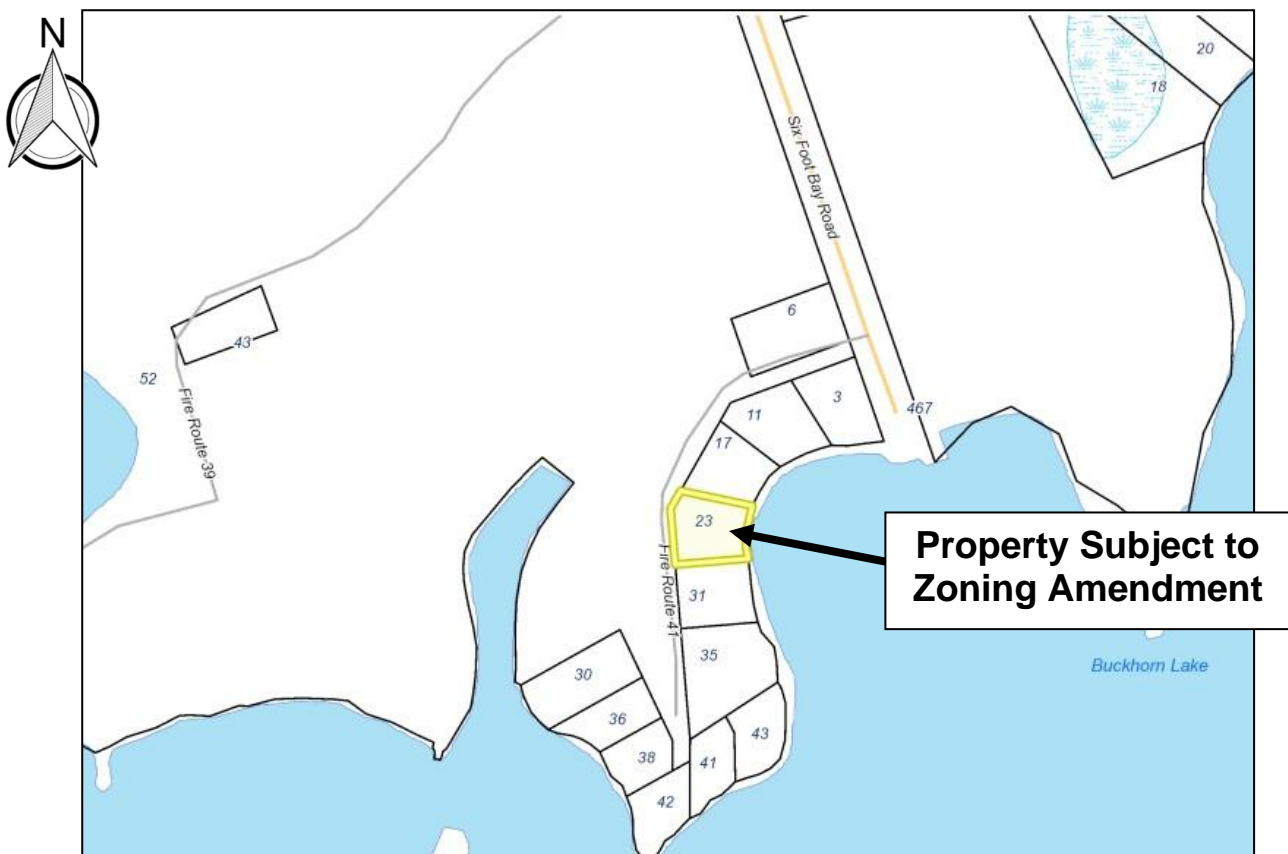 N
20
18
Six Foot Bay Road
6
43
52
Fire Route 39
3
467
11
17
23
Property Subject to
Zoning Amendment
Fire Route 41
31
35
Buckhorn Lake
30
36
43
38
41
42